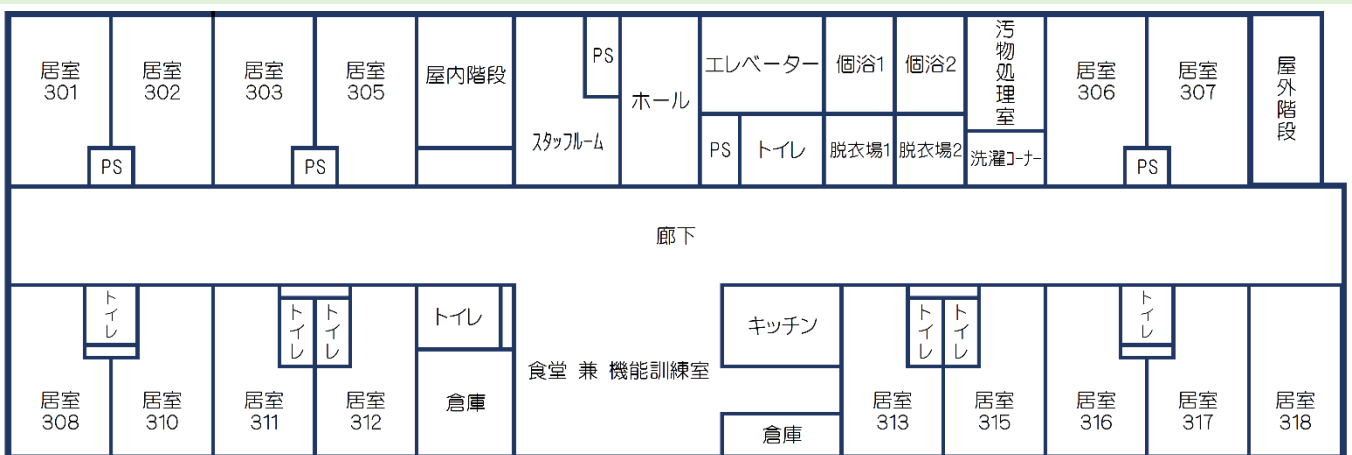 居室
301
居室
302
PS
居室
303
居室
305
PS
屋内階段
PS
スタッフルーム
ホール
エレベーター
PS
トイレ
個浴1
個浴2
脱衣場1
脱衣場2
汚物処理室
洗濯コーナー
居室
306
居室
307
PS
屋外階段
廊下
トイレ
居室
308
居室
310
トイレ
トイレ
居室
311
居室
312
トイレ
倉庫
食堂 兼 機能訓練室
キッチン
倉庫
トイレ
トイレ
居室
313
居室
315
トイレ
居室
316
居室
317
居室
318